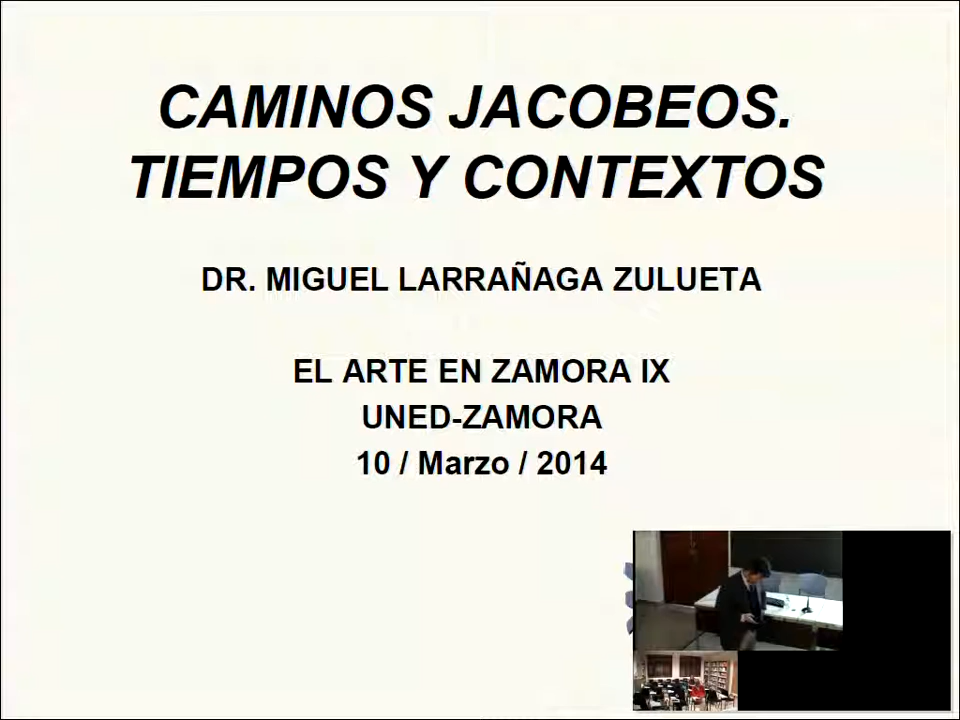 CAMINOS JACOBEOS.
TIEMPOS Y CONTEXTOS
DR. MIGUEL LARRAÑAGA ZULUETA
EL ARTE EN ZAMORA IX
UNED-ZAMORA
10 / Marzo / 2014